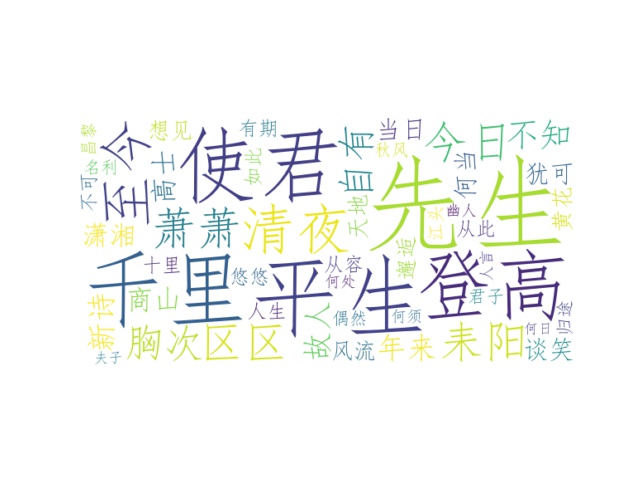 昌黎
至今
想见
有期
当日
今日
不知
名利
不可
高士
使君
如此
自有
秋风
何当
先生
犹可
黄花
潇湘
萧萧
清夜
天地
江头
幽人
从此
邂逅
千里
十里
悠悠
平生
从容
何处
登高
人言
新诗
商山
人生
故人
偶然
何须
君子
何日
归途
夫子
胸次
区区
风流
年来
耒阳
谈笑